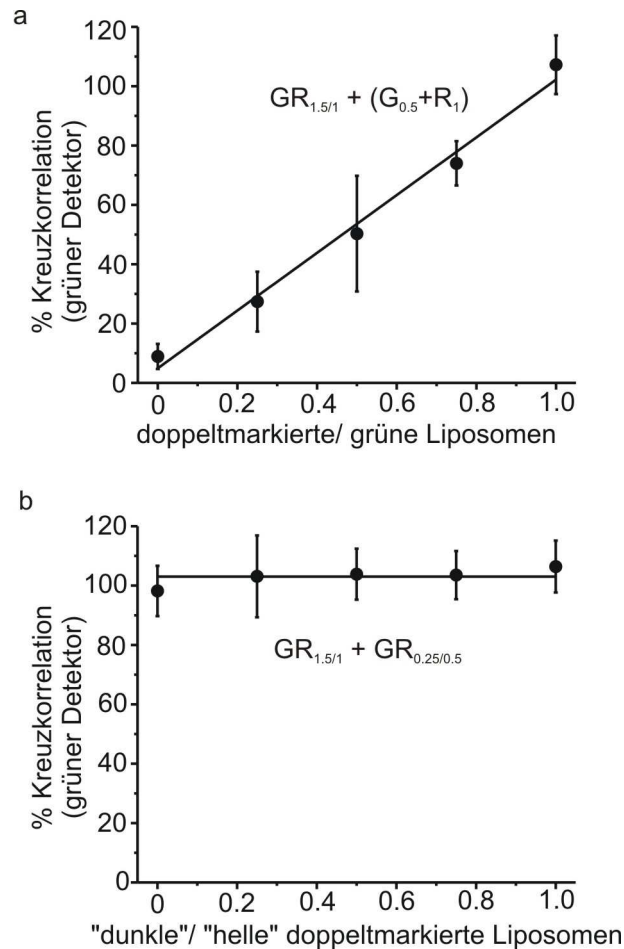 a
120
100
80
60
40
20
0
% Kreuzkorrelation
(grüner Detektor)
GR1.5/1 + (G0.5+R1)
0 0.2 0.4 0.6 0.8 1.0
doppeltmarkierte/ grüne Liposomen
b
120
100
80
60
40
20
0
% Kreuzkorrelation
(grüner Detektor)
GR1.5/1 + GR0.25/0.5
0 0.2 0.4 0.6 0.8 1.0
"dunkle"/ "helle" doppeltmarkierte Liposomen